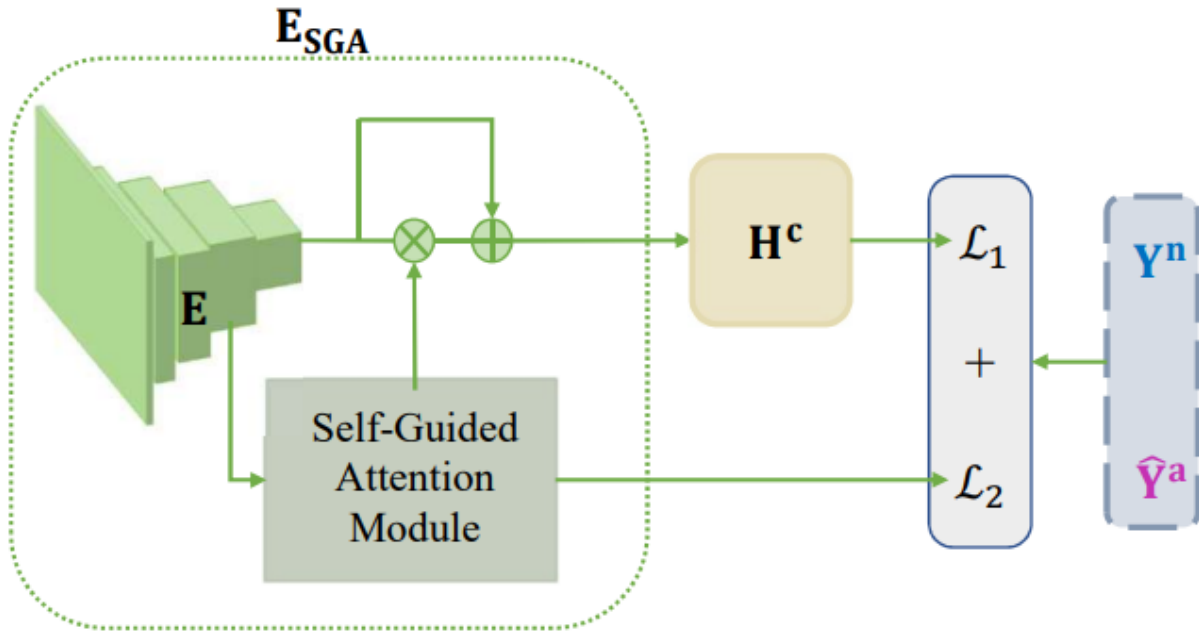 E_SGA
E
Self-Guided
Attention
Module
H^c
ℒ_1
+
ℒ_2
Y^n
Ŷ^a